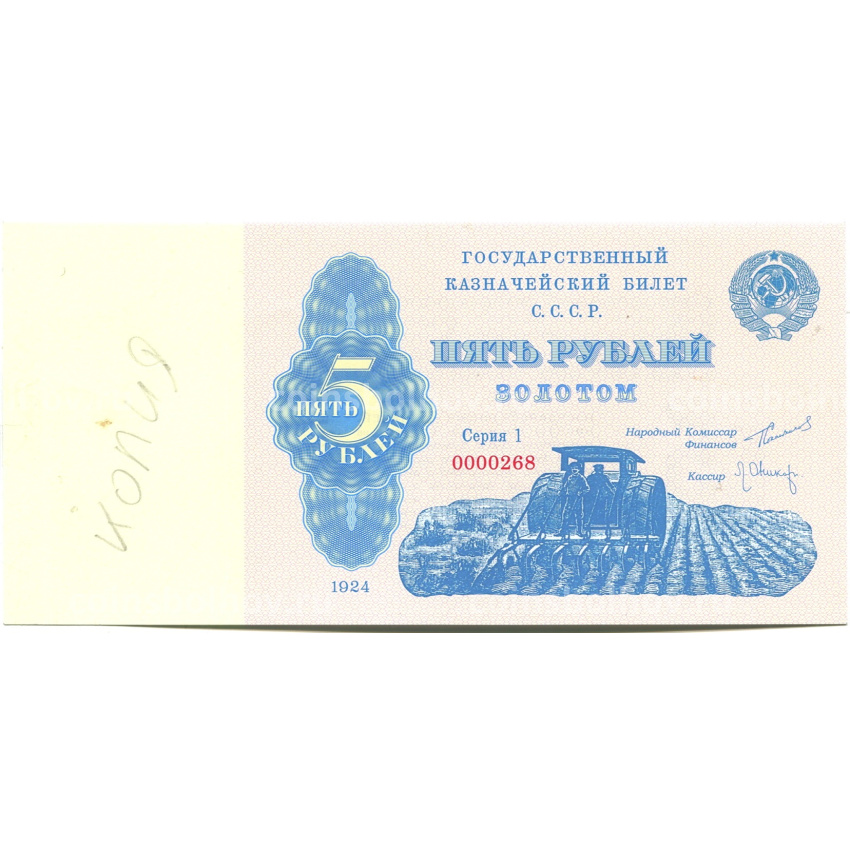 копия
ГОСУДАРСТВЕННЫЙ
КАЗНАЧЕЙСКИЙ БИЛЕТ
С. С. С. Р.
ПЯТЬ РУБЛЕЙ
ЗОЛОТОМ
5
ПЯТЬ
РУБЛЕЙ
Серия 1
0000268
Народный Комиссар
Финансов
Кассир
1924